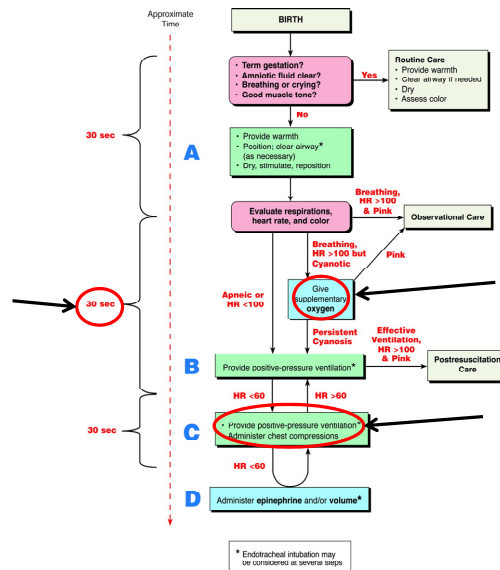 Approximate
Time
BIRTH
• Term gestation?
• Amniotic fluid clear?
• Breathing or crying?
• Good muscle tone?
Yes
Routine Care
• Provide warmth
• Clear airway if needed
• Dry
• Assess color
No
30 sec
A
• Provide warmth
• Position; clear airway*
(as necessary)
• Dry, stimulate, reposition
Evaluate respirations,
heart rate, and color
Breathing,
HR >100
& Pink
Observational Care
Breathing,
HR >100 but
Cyanotic
Pink
Apneic or
HR <100
30 sec
Give
supplementary
oxygen
Persistent
Cyanosis
Effective
Ventilation,
HR >100
& Pink
B
Provide positive-pressure ventilation*
Postresuscitation
Care
HR <60
HR >60
30 sec
C
• Provide positive-pressure ventilation*
Administer chest compressions
HR <60
D
Administer epinephrine and/or volume*
* Endotracheal intubation may
be considered at several steps